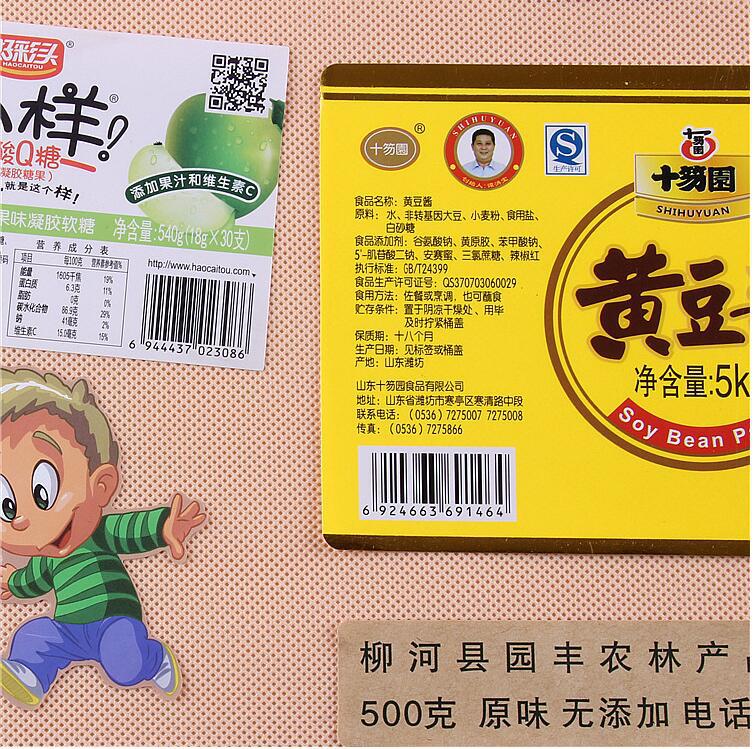 好彩头®
HAOCAITOU
样!®
酸Q糖
凝胶糖果)
就是这个样!
添加果汁和维生素C
果味凝胶软糖 净含量:540g(18g×30支)
营养成分表
项目 每100克 营养素参考值%
能量 1605千焦 19%
蛋白质 6.3克 11%
脂肪 0克 0%
碳水化合物 86.9克 29%
钠 41毫克 2%
维生素C 15.0毫克 15%
http://www.haocaitou.com/
6 944437 023086
十笏園®
SHIHUYUAN
生产许可
食品名称: 黄豆酱
原料: 水、非转基因大豆、小麦粉、食用盐、
白砂糖
食品添加剂: 谷氨酸钠、黄原胶、苯甲酸钠、
5'-肌苷酸二钠、安赛蜜、三氯蔗糖、辣椒红
执行标准: GB/T24399
食品生产许可证号: QS370703060029
食用方法: 佐餐或烹调, 也可蘸食
贮存条件: 置于阴凉干燥处、用毕
及时拧紧桶盖
保质期: 十八个月
生产日期: 见标签或桶盖
产地: 山东潍坊
山东十笏园食品有限公司
地址: 山东省潍坊市寒亭区寒清路中段
联系电话: (0536) 7275007 7275008
传真: (0536) 7275866
6 924663 691464
十笏園
SHIHUYUAN
黄豆
净含量:5k
Soy Bean P
柳河县园丰农林产
500克 原味 无添加 电话